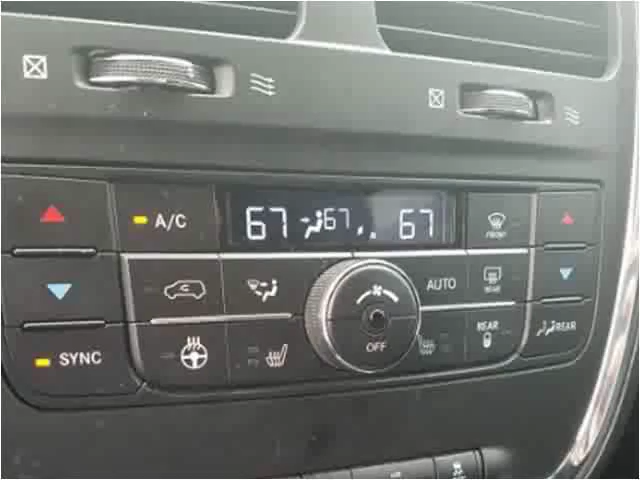 67 67 67
A/C
FRONT
AUTO
REAR
SYNC
OFF
REAR
REAR